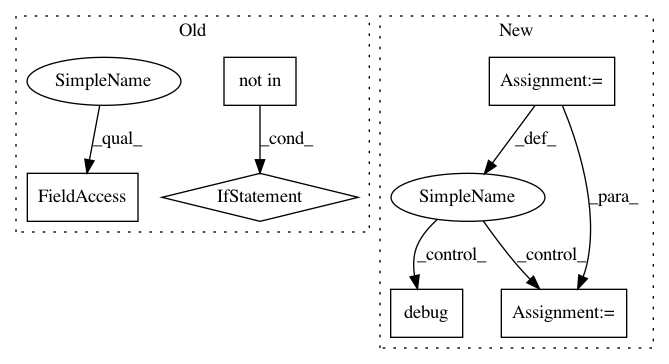 Old
New
SimpleName
not in
Assignment:=
_qual_
_cond_
_def_
FieldAccess
IfStatement
SimpleName
_para_
_control_
_control_
debug
Assignment:=